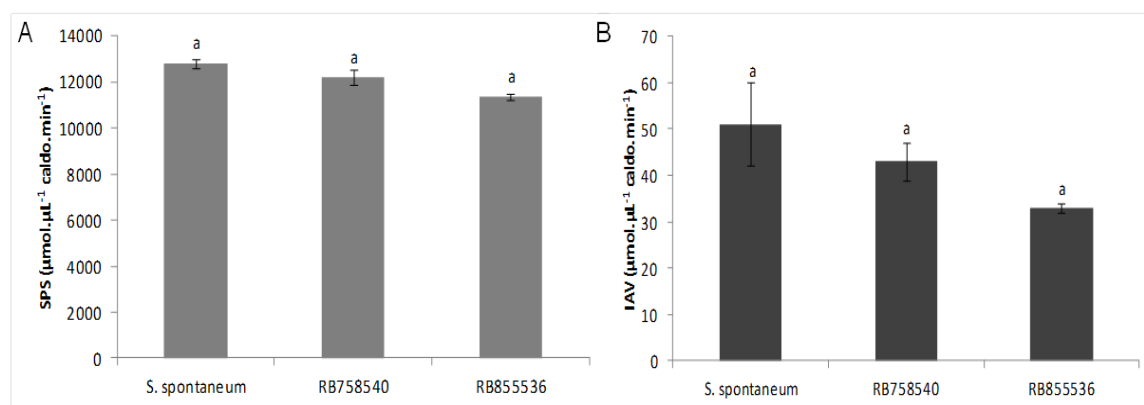 A
SPS (µmol.µL⁻¹ caldo.min⁻¹)
14000
12000
10000
8000
6000
4000
2000
0
a
a
a
S. spontaneum
RB758540
RB855536
B
IAV (µmol.µL⁻¹ caldo.min⁻¹)
70
60
50
40
30
20
10
0
a
a
a
S. spontaneum
RB758540
RB855536